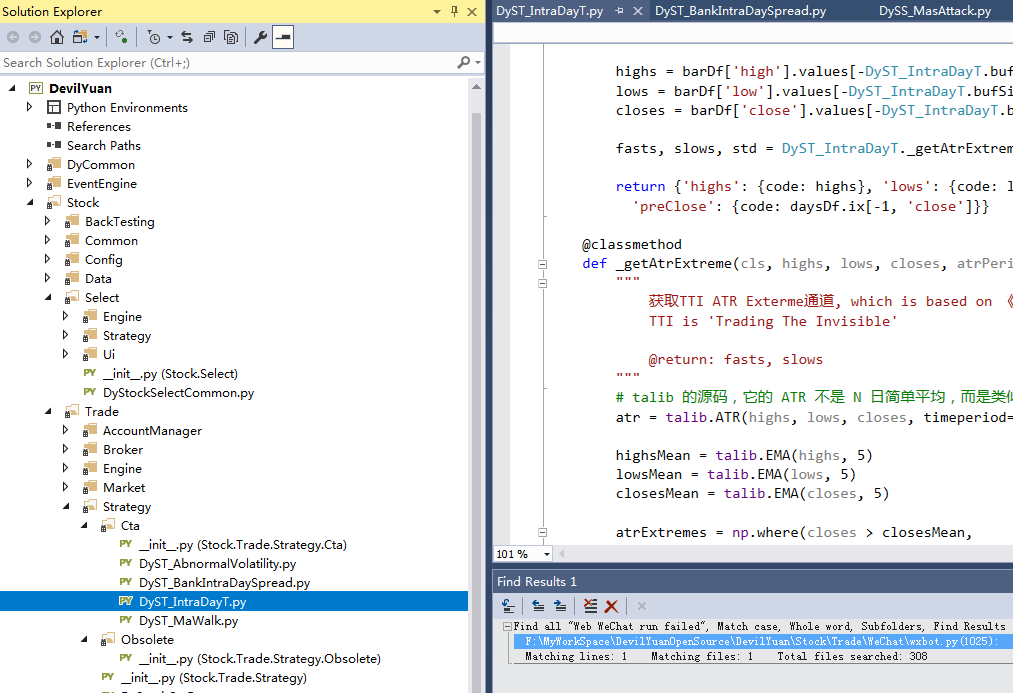 Solution Explorer
Search Solution Explorer (Ctrl+;)
PY DevilYuan
Python Environments
References
Search Paths
DyCommon
EventEngine
Stock
BackTesting
Common
Config
Data
Select
Engine
Strategy
Ui
PY __init__.py (Stock.Select)
PY DyStockSelectCommon.py
Trade
AccountManager
Broker
Engine
Market
Strategy
Cta
PY __init__.py (Stock.Trade.Strategy.Cta)
PY DyST_AbnormalVolatility.py
PY DyST_BankIntraDaySpread.py
PY DyST_IntraDayT.py
PY DyST_MaWalk.py
Obsolete
PY __init__.py (Stock.Trade.Strategy.Obsolete)
PY __init__.py (Stock.Trade.Strategy)
DyST_IntraDayT.py DyST_BankIntraDaySpread.py DySS_MasAttack.py
highs = barDf['high'].values[-DyST_IntraDayT.buf
lows = barDf['low'].values[-DyST_IntraDayT.bufSi
closes = barDf['close'].values[-DyST_IntraDayT.b
fasts, slows, std = DyST_IntraDayT._getAtrExtrem
return {'highs': {code: highs}, 'lows': {code: l
'preClose': {code: daysDf.ix[-1, 'close']}}
@classmethod
def _getAtrExtreme(cls, highs, lows, closes, atrPeri
"""
获取TTI ATR Exterme通道, which is based on 《
TTI is 'Trading The Invisible'
@return: fasts, slows
"""
# talib 的源码，它的 ATR 不是 N 日简单平均，而是类似
atr = talib.ATR(highs, lows, closes, timeperiod=
highsMean = talib.EMA(highs, 5)
lowsMean = talib.EMA(lows, 5)
closesMean = talib.EMA(closes, 5)
atrExtremes = np.where(closes > closesMean,
101 %
Find Results 1
Find all "Web WeChat run failed", Match case, Whole word, Subfolders, Find Results
F:\MyWorkSpace\DevilYuanOpenSource\DevilYuan\Stock\Trade\WeChat\wxbot.py(1025):
Matching lines: 1 Matching files: 1 Total files searched: 308